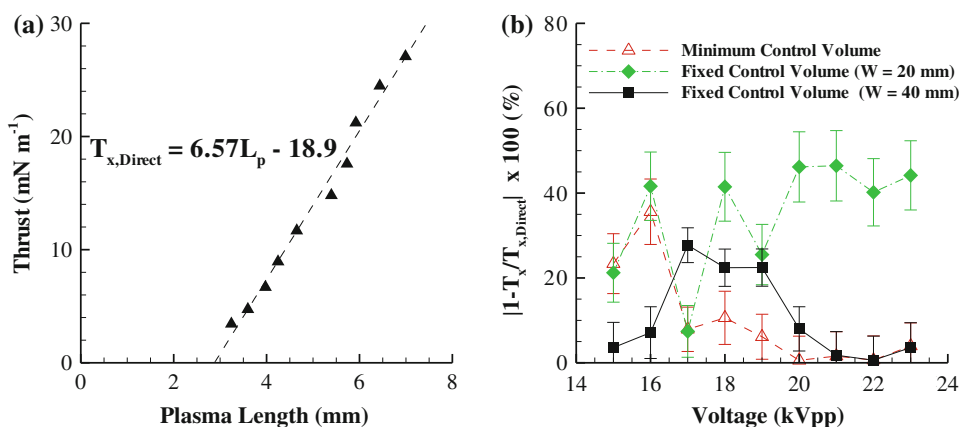 (a)
30
20
10
0
Thrust (mN m⁻¹)
T_x,Direct = 6.57L_p - 18.9
0 2 4 6 8
Plasma Length (mm)
(b)
80
60
40
20
0
|1-T_x/T_x,Direct| x 100 (%)
Minimum Control Volume
Fixed Control Volume (W = 20 mm)
Fixed Control Volume (W = 40 mm)
14 16 18 20 22 24
Voltage (kVpp)